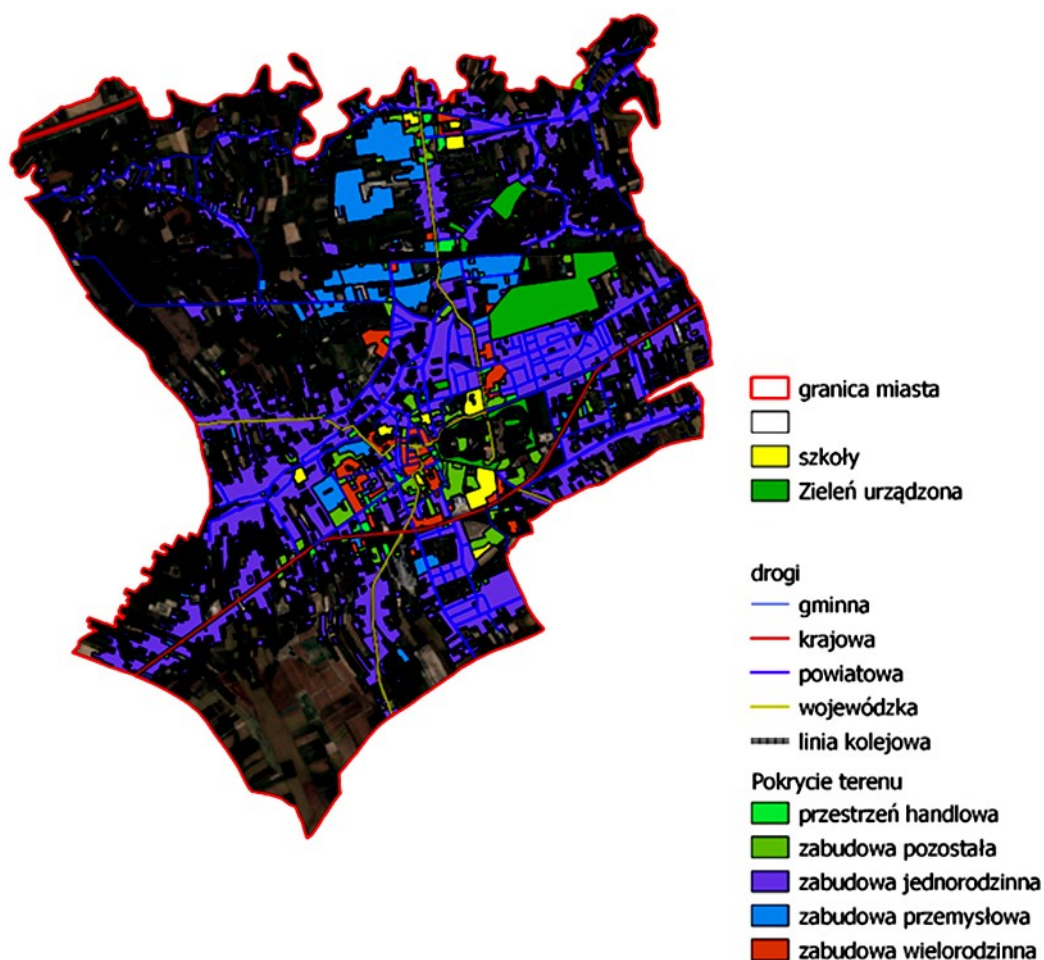 granica miasta
szkoły
Zieleń urządzona
drogi
gminna
krajowa
powiatowa
wojewódzka
linia kolejowa
Pokrycie terenu
przestrzeń handlowa
zabudowa pozostała
zabudowa jednorodzinna
zabudowa przemysłowa
zabudowa wielorodzinna